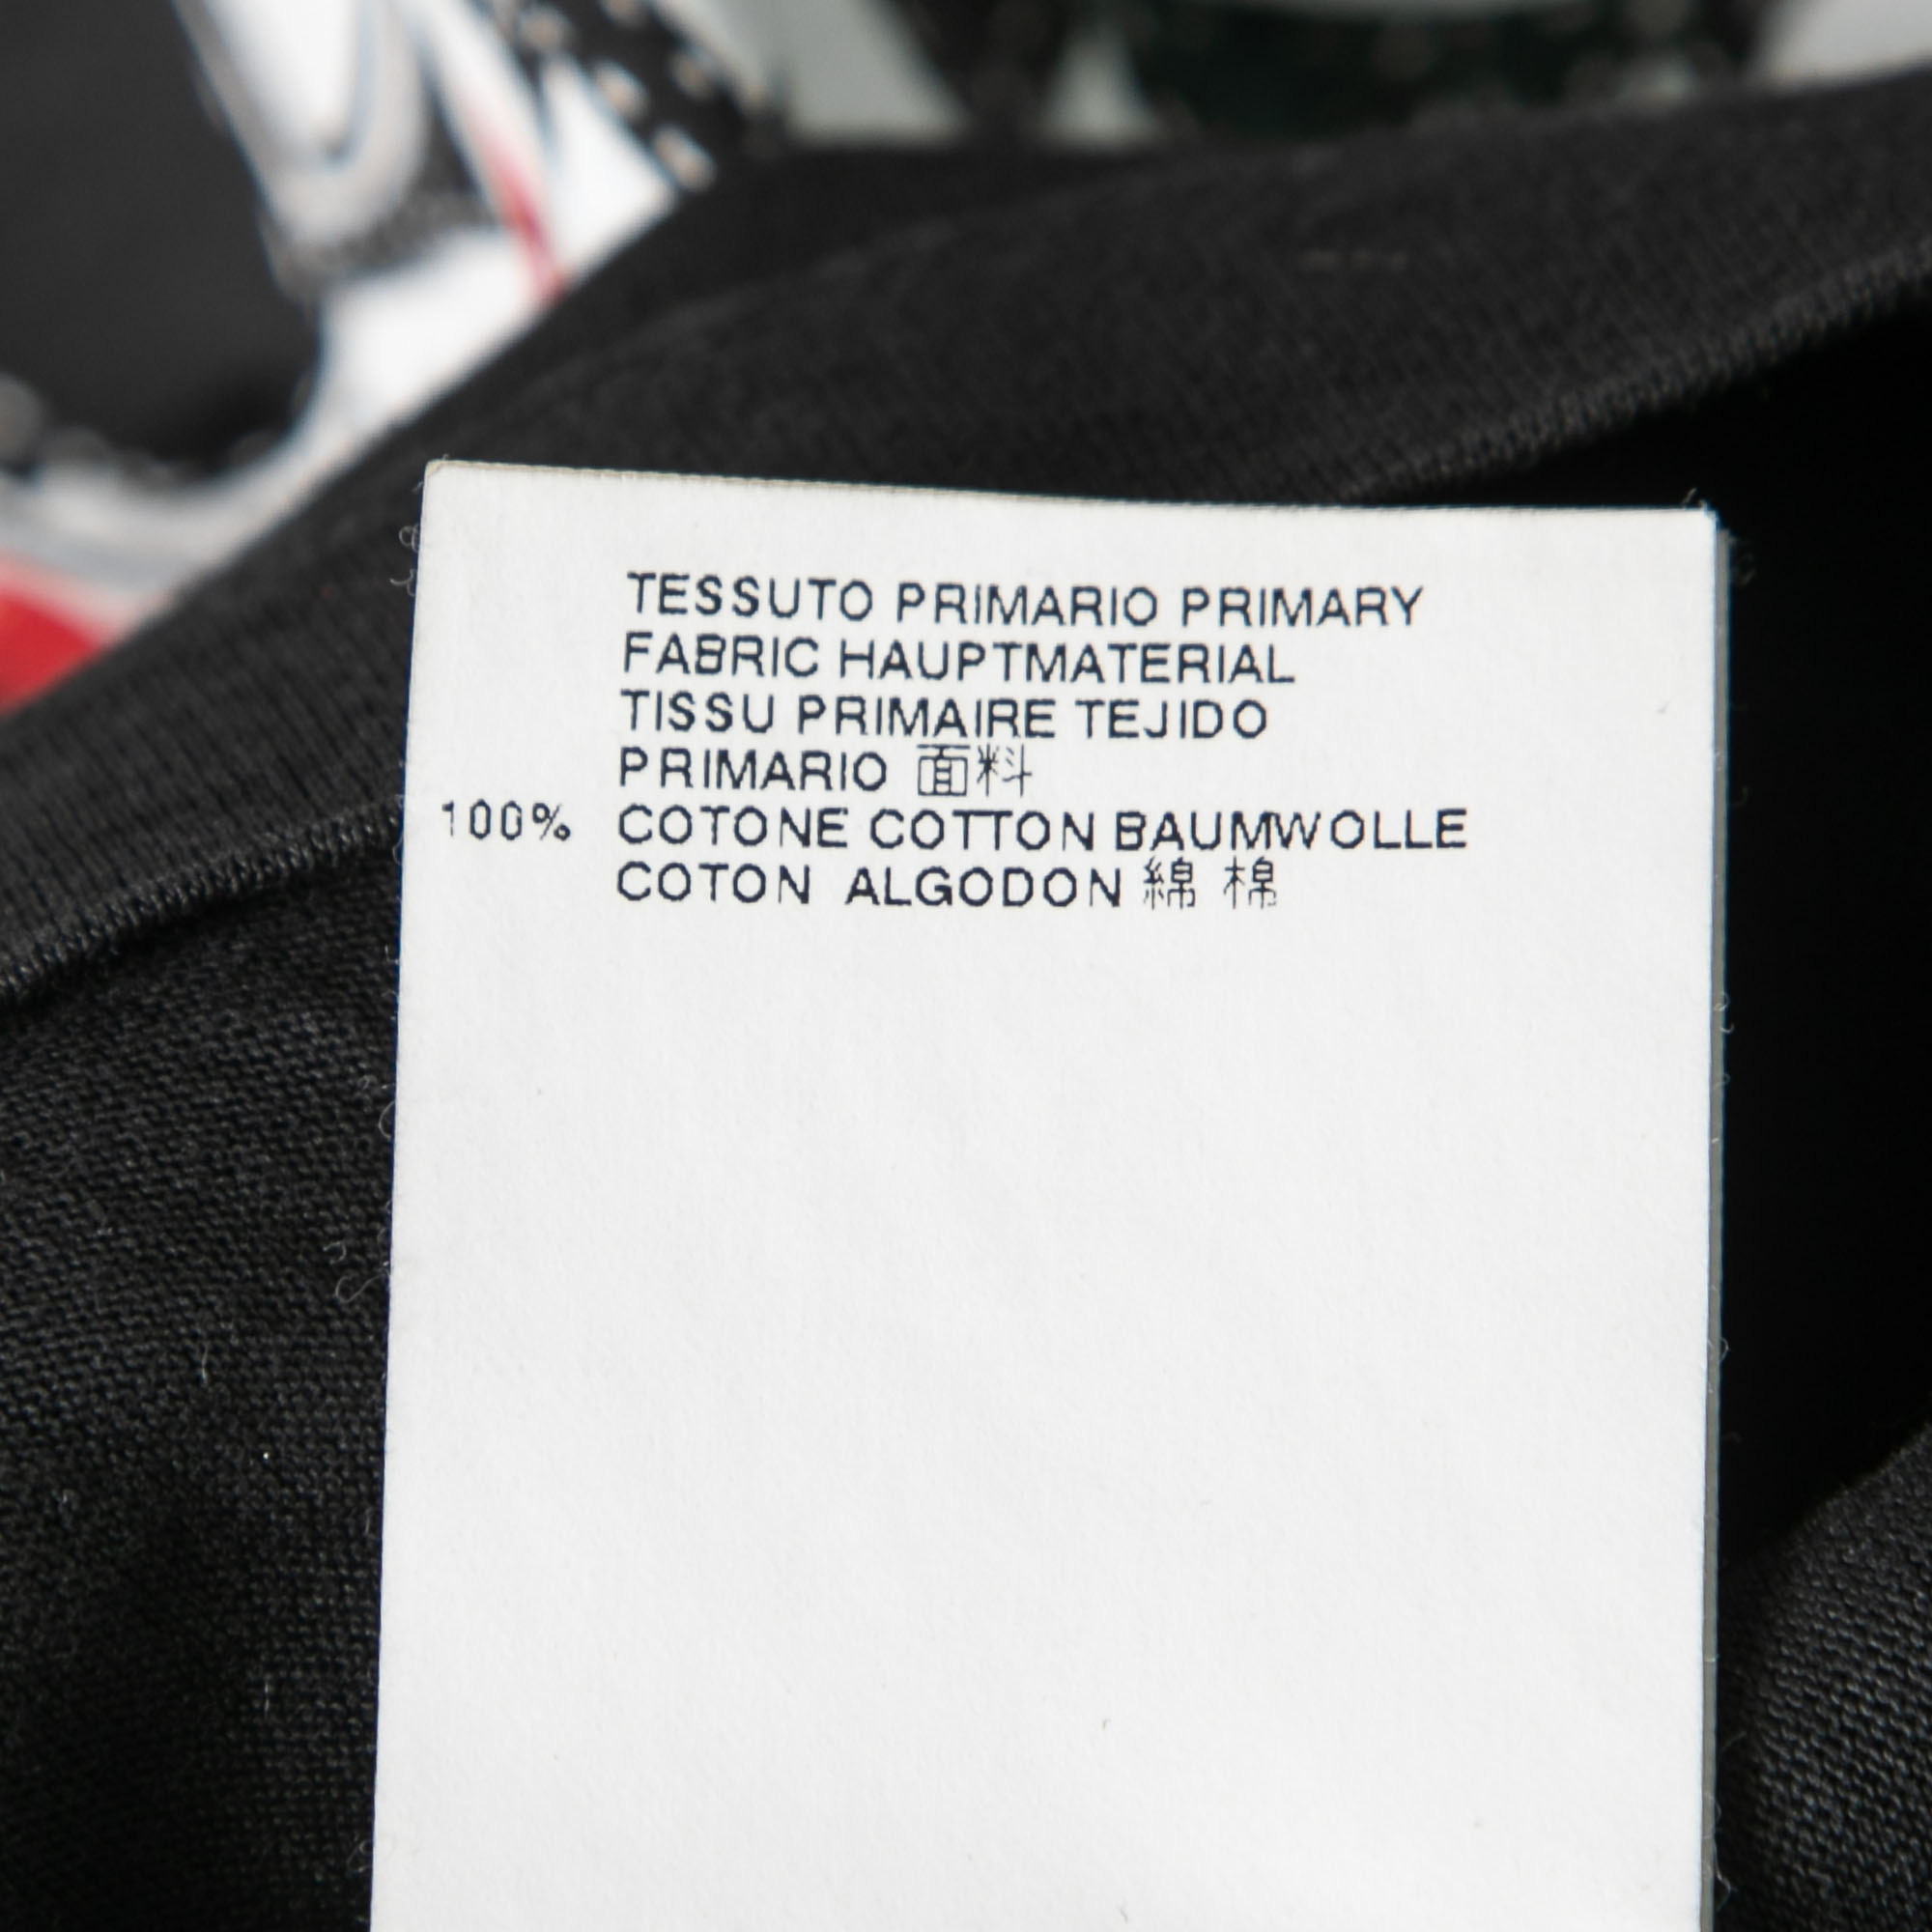 TESSUTO PRIMARIO PRIMARY
FABRIC HAUPTMATERIAL
TISSU PRIMAIRE TEJIDO
PRIMARIO 面料
100% COTONE COTTON BAUMWOLLE
COTON ALGODON 綿 棉